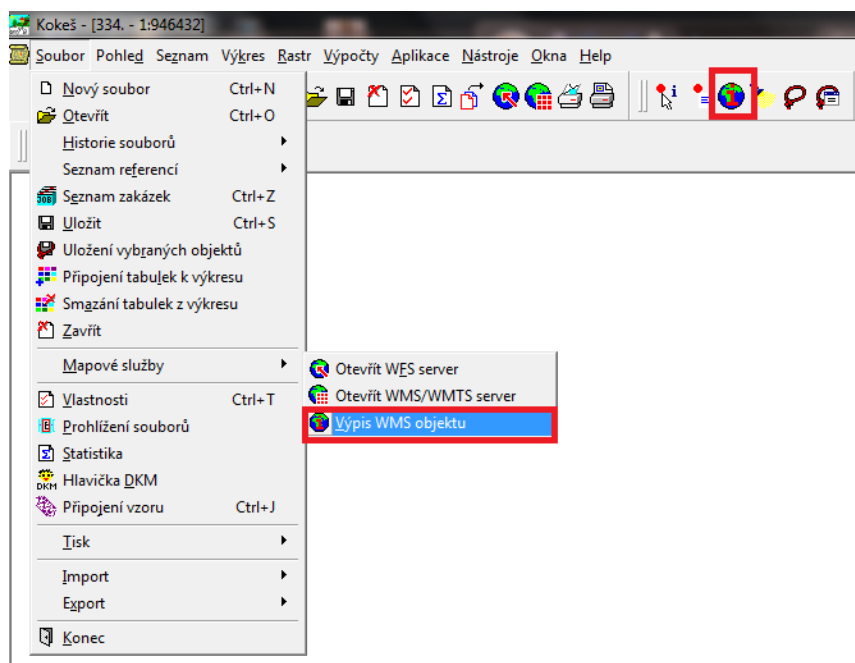 Kokeš - [334. - 1:946432]
Soubor Pohled Seznam Výkres Rastr Výpočty Aplikace Nástroje Okna Help
Nový soubor Ctrl+N
Otevřít Ctrl+O
Historie souborů
Seznam referencí
Seznam zakázek Ctrl+Z
Uložit Ctrl+S
Uložení vybraných objektů
Připojení tabulek k výkresu
Smazání tabulek z výkresu
Zavřít
Mapové služby
Otevřít WFS server
Otevřít WMS/WMTS server
Výpis WMS objektu
Vlastnosti Ctrl+T
Prohlížení souborů
Statistika
DKM Hlavička DKM
Připojení vzoru Ctrl+J
Tisk
Import
Export
Konec